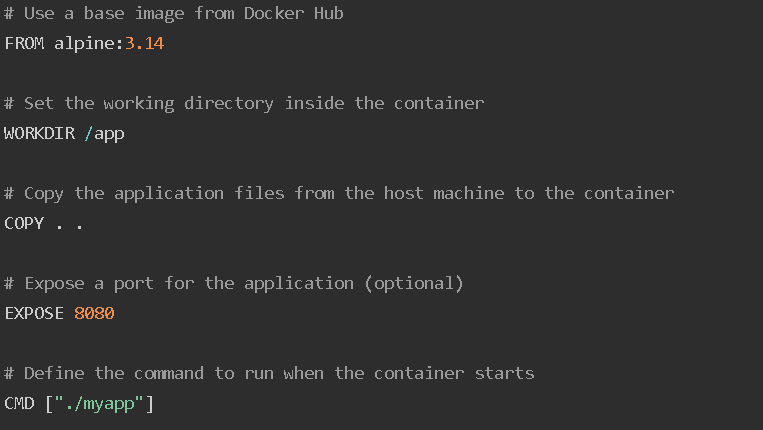 # Use a base image from Docker Hub
FROM alpine:3.14
# Set the working directory inside the container
WORKDIR /app
# Copy the application files from the host machine to the container
COPY . .
# Expose a port for the application (optional)
EXPOSE 8080
# Define the command to run when the container starts
CMD ["./myapp"]